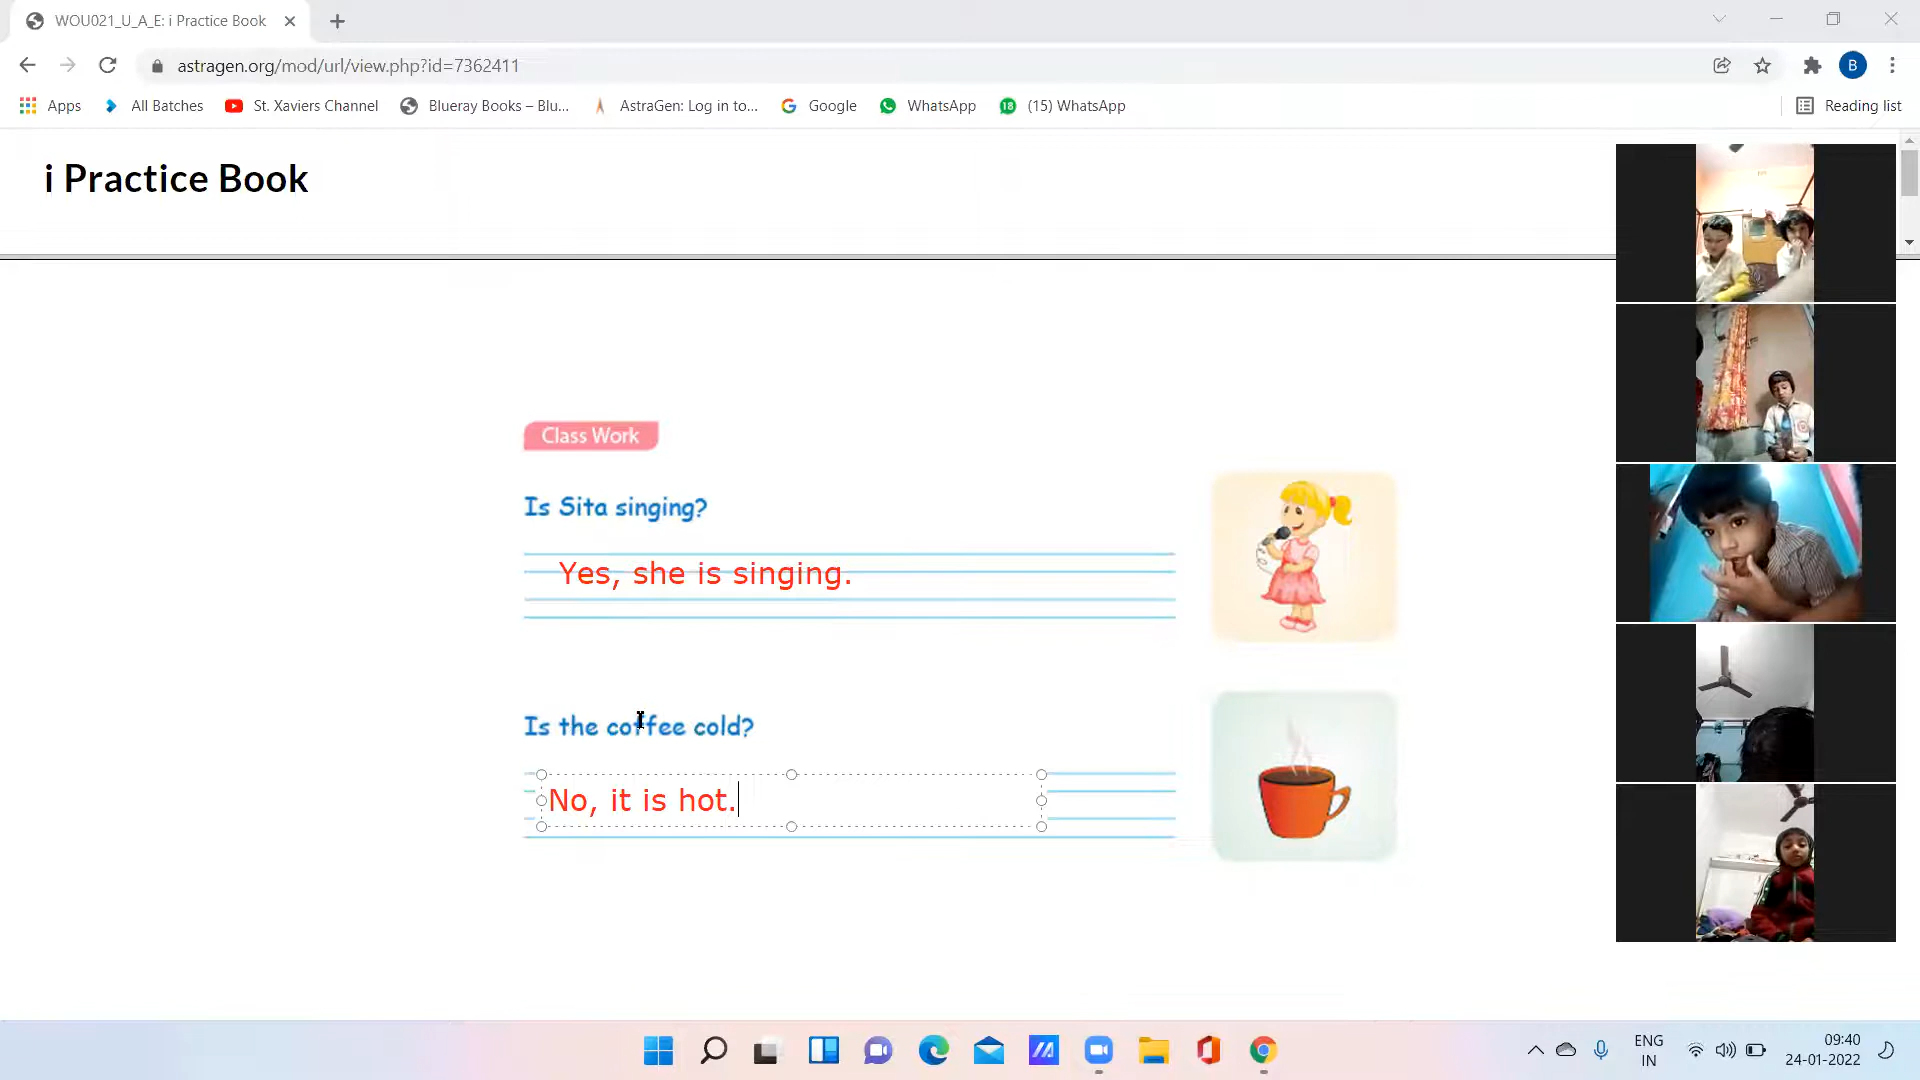 WOU021_U_A_E: i Practice Book
astragen.org/mod/url/view.php?id=7362411
B
Apps
All Batches
St. Xaviers Channel
Blueray Books – Blu...
AstraGen: Log in to...
Google
WhatsApp
18
(15) WhatsApp
Reading list
i Practice Book
Class Work
Is Sita singing?
Yes, she is singing.
Is the coffee cold?
No, it is hot.
ENG
IN
09:40
24-01-2022